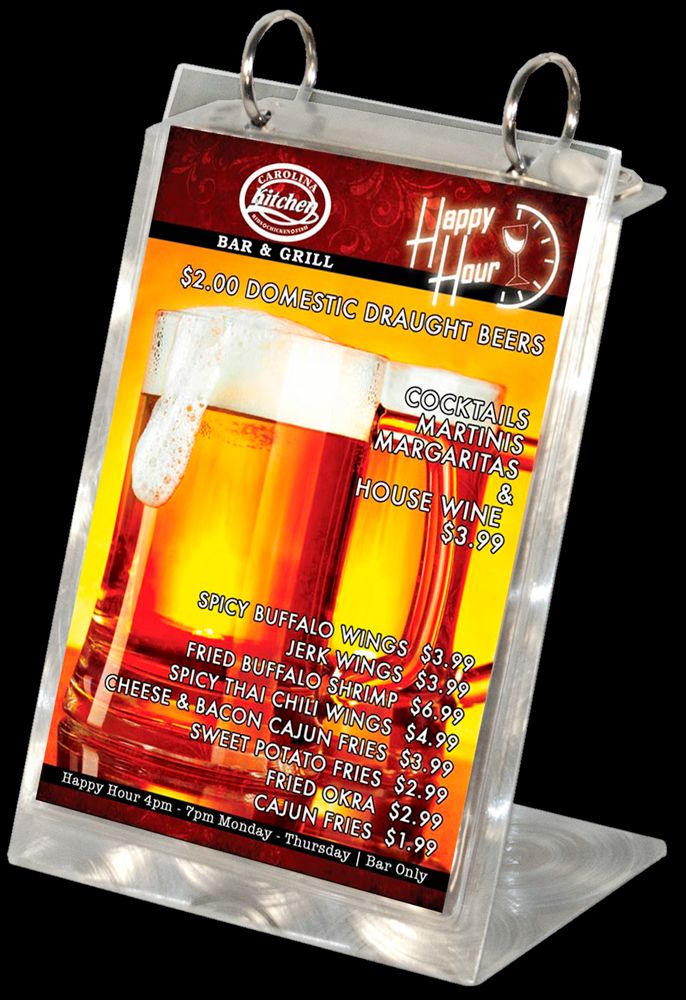 CAROLINA
Kitchen
RIBS CHICKEN FISH
BAR & GRILL
Happy
Hour
$2.00 DOMESTIC DRAUGHT BEERS
COCKTAILS
MARTINIS
MARGARITAS
&
HOUSE WINE
$3.99
SPICY BUFFALO WINGS $3.99
JERK WINGS $3.99
FRIED BUFFALO SHRIMP $6.99
SPICY THAI CHILI WINGS $4.99
CHEESE & BACON CAJUN FRIES $3.99
SWEET POTATO FRIES $2.99
FRIED OKRA $2.99
CAJUN FRIES $1.99
Happy Hour 4pm - 7pm Monday - Thursday | Bar Only